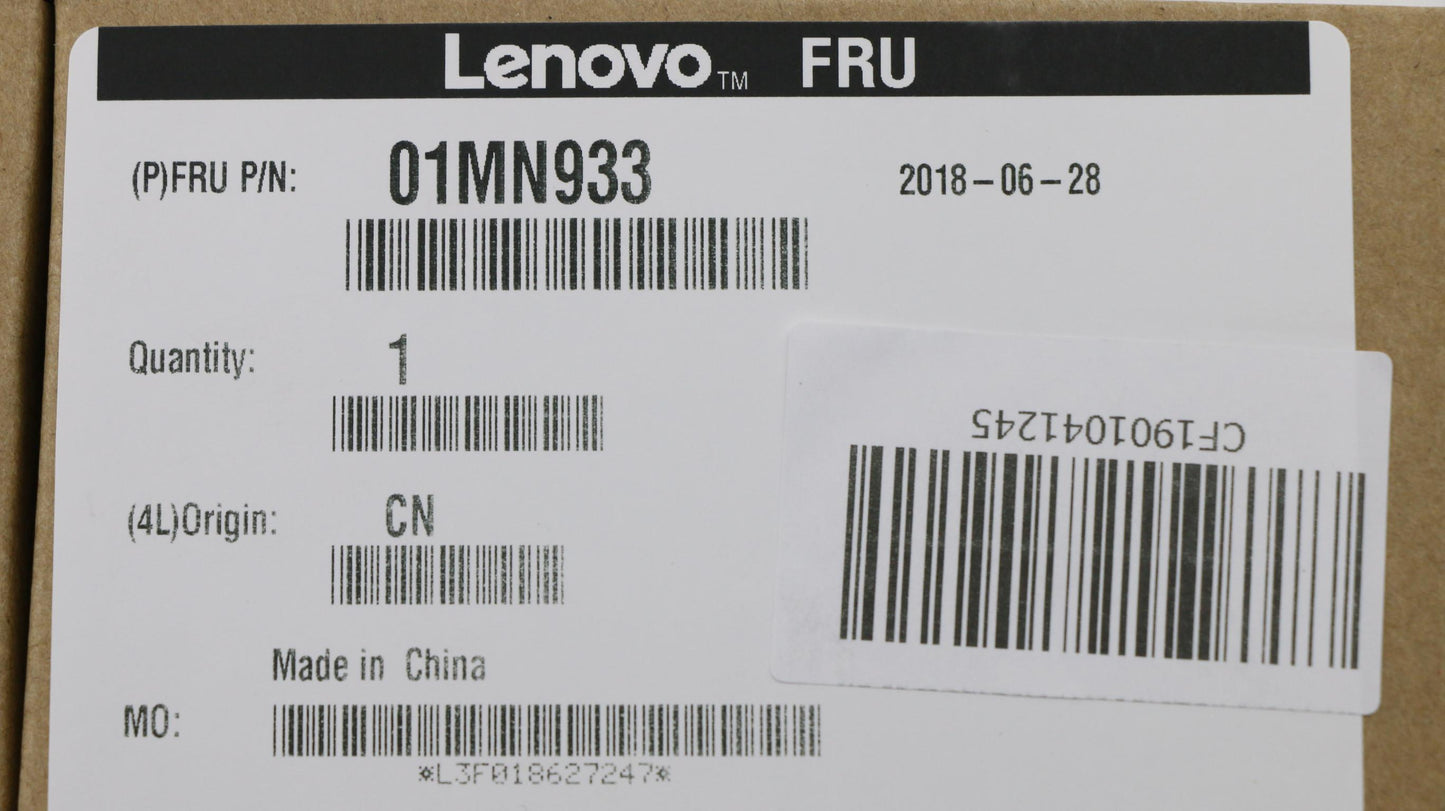 Lenovo™ FRU
(P)FRU P/N: 01MN933 2018-06-28
Quantity: 1
CF1901041245
(4L)Origin: CN
Made in China
MO:
*L3F018627247*